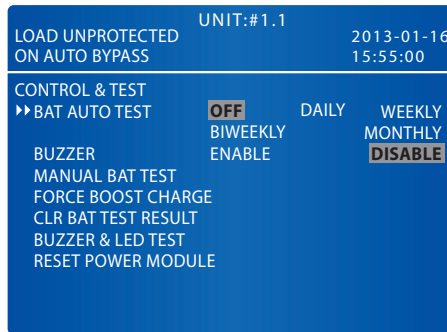 UNIT:#1.1
LOAD UNPROTECTED 2013-01-16
ON AUTO BYPASS 15:55:00
CONTROL & TEST
BAT AUTO TEST OFF DAILY WEEKLY
BIWEEKLY MONTHLY
BUZZER ENABLE DISABLE
MANUAL BAT TEST
FORCE BOOST CHARGE
CLR BAT TEST RESULT
BUZZER & LED TEST
RESET POWER MODULE